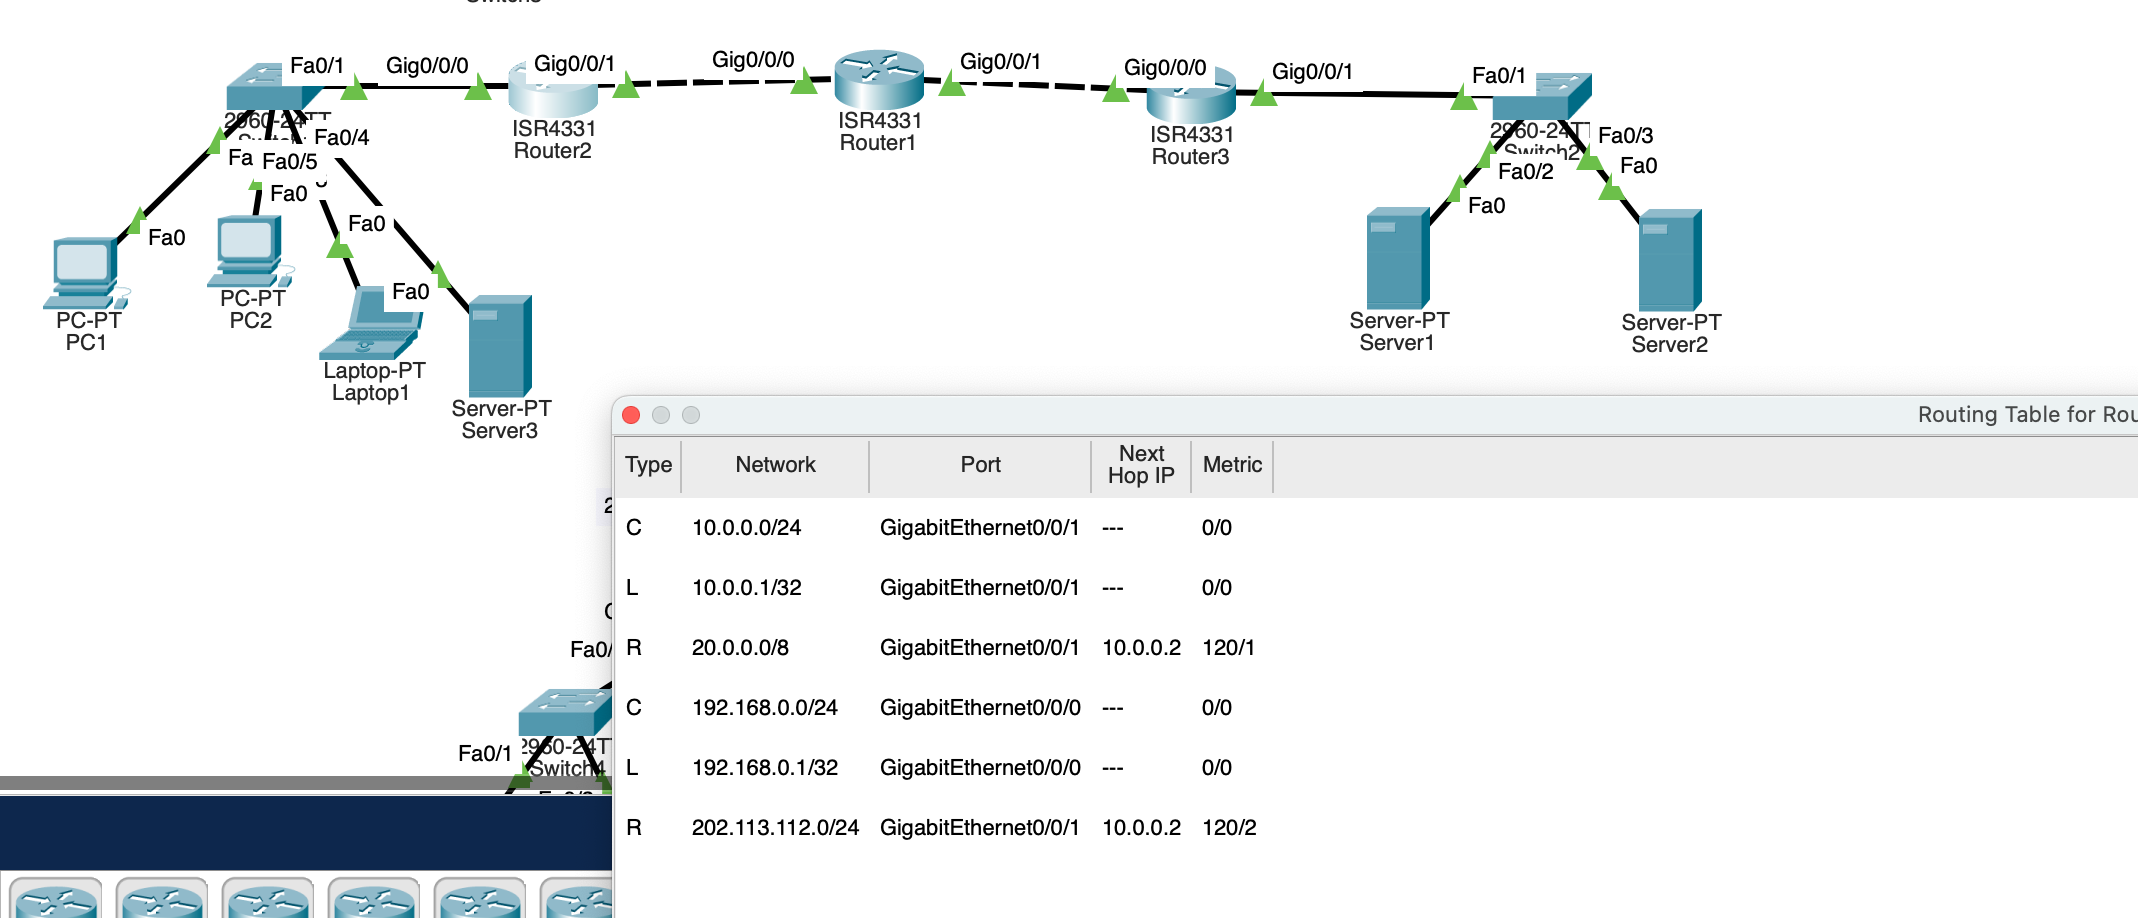 Fa0/1
Gig0/0/0
Gig0/0/1
Gig0/0/0
Gig0/0/1
Gig0/0/0
Gig0/0/1
Fa0/1
ISR4331
Router2
ISR4331
Router1
ISR4331
Router3
2960-24TT
Fa0/4
Fa
Fa0/5
Fa0
Fa0
Fa0
Fa0
2960-24T
Switch2
Fa0/3
Fa0
Fa0/2
Fa0
PC-PT
PC1
PC-PT
PC2
Laptop-PT
Laptop1
Server-PT
Server3
Server-PT
Server1
Server-PT
Server2
Routing Table for Rou
Type Network Port Next Hop IP Metric
C 10.0.0.0/24 GigabitEthernet0/0/1 --- 0/0
L 10.0.0.1/32 GigabitEthernet0/0/1 --- 0/0
R 20.0.0.0/8 GigabitEthernet0/0/1 10.0.0.2 120/1
C 192.168.0.0/24 GigabitEthernet0/0/0 --- 0/0
L 192.168.0.1/32 GigabitEthernet0/0/0 --- 0/0
R 202.113.112.0/24 GigabitEthernet0/0/1 10.0.0.2 120/2
Fa0/
Fa0/1
2960-24T
Switch4